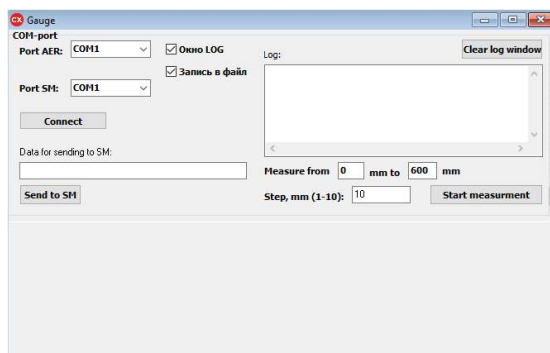 CX Gauge
COM-port
Port AER: COM1
Окно LOG
Запись в файл
Port SM: COM1
Connect
Data for sending to SM:
Send to SM
Log:
Clear log window
Measure from 0 mm to 600 mm
Step, mm (1-10): 10
Start measurment